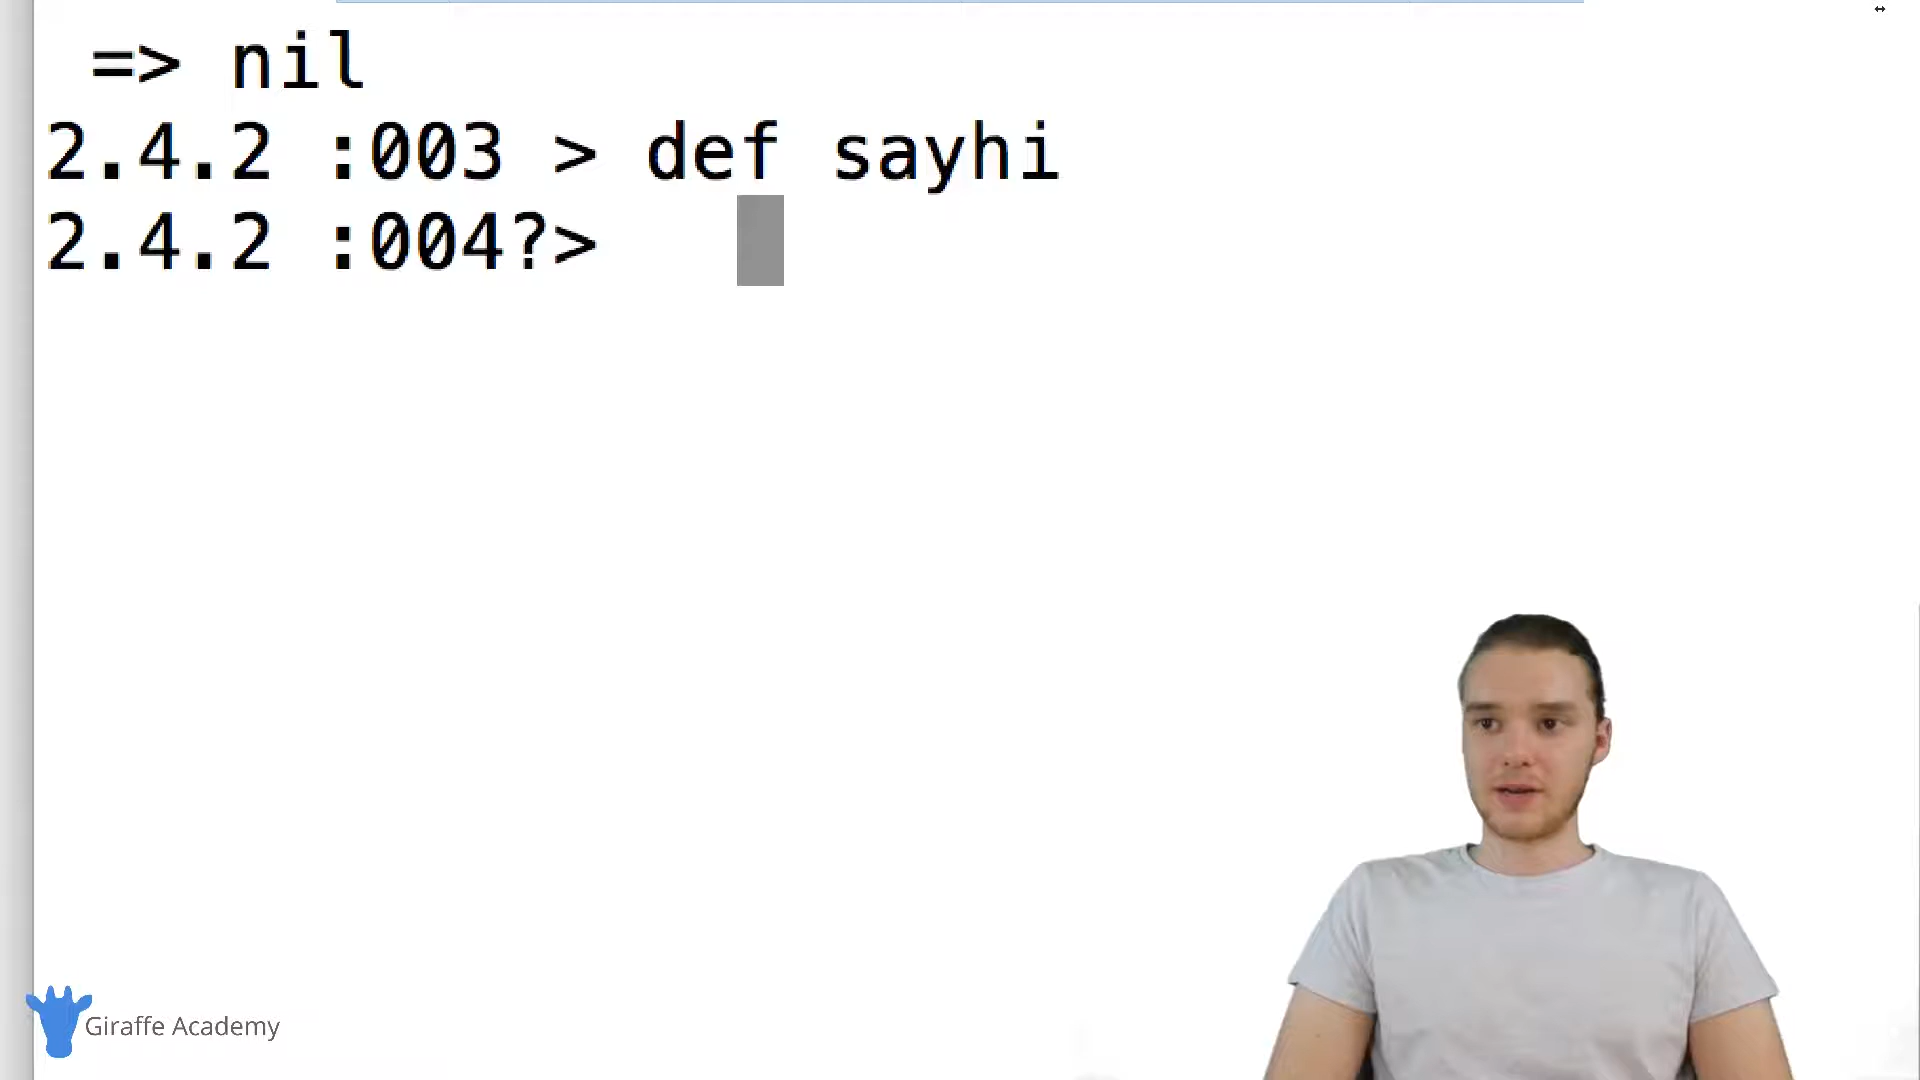 => nil
2.4.2 :003 > def sayhi
2.4.2 :004?>
Giraffe Academy